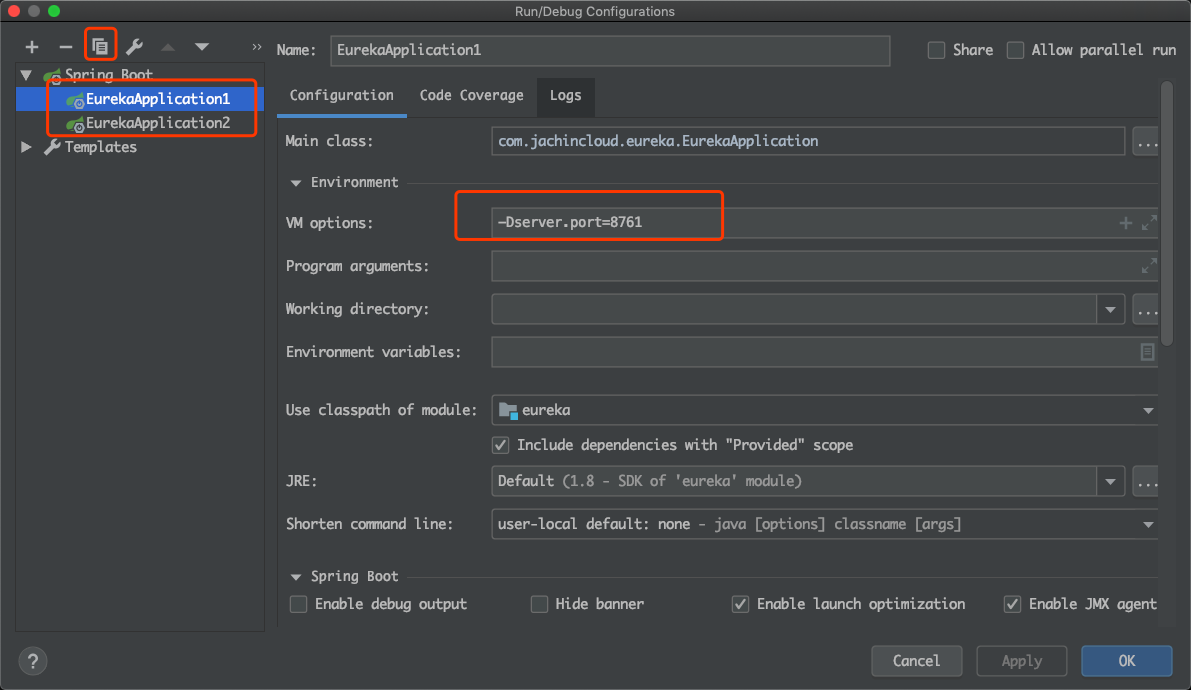 Run/Debug Configurations
Name: EurekaApplication1 Share Allow parallel run
Spring Boot
EurekaApplication1
EurekaApplication2
Templates
Configuration Code Coverage Logs
Main class: com.jachincloud.eureka.EurekaApplication ...
Environment
VM options: -Dserver.port=8761
Program arguments:
Working directory: ...
Environment variables:
Use classpath of module: eureka
Include dependencies with "Provided" scope
JRE: Default (1.8 - SDK of 'eureka' module) ...
Shorten command line: user-local default: none - java [options] classname [args]
Spring Boot
Enable debug output Hide banner Enable launch optimization Enable JMX agent
? Cancel Apply OK